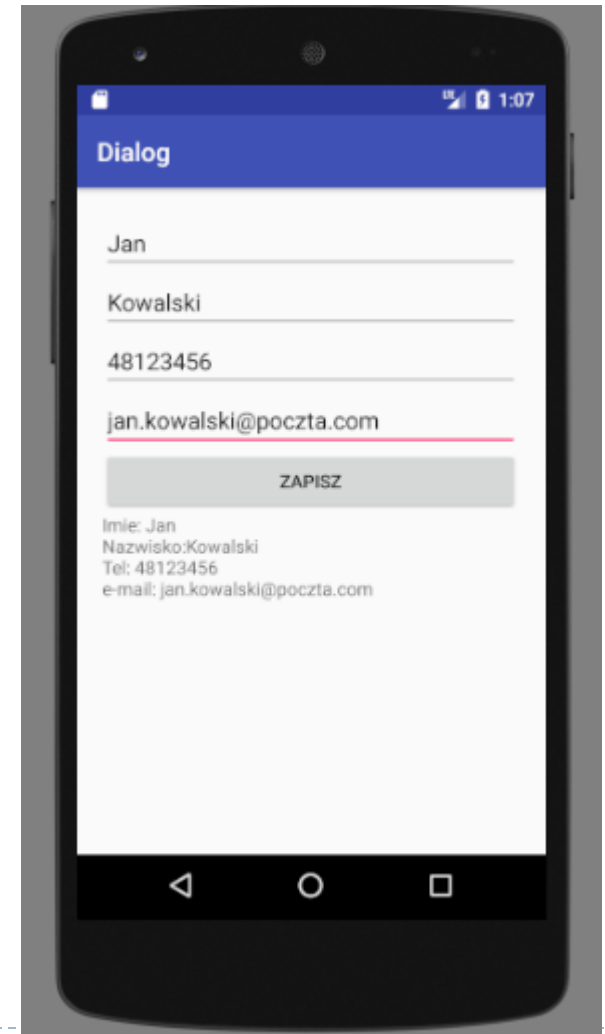 1:07
Dialog
Jan
Kowalski
48123456
jan.kowalski@poczta.com
ZAPISZ
Imie: Jan
Nazwisko:Kowalski
Tel: 48123456
e-mail: jan.kowalski@poczta.com